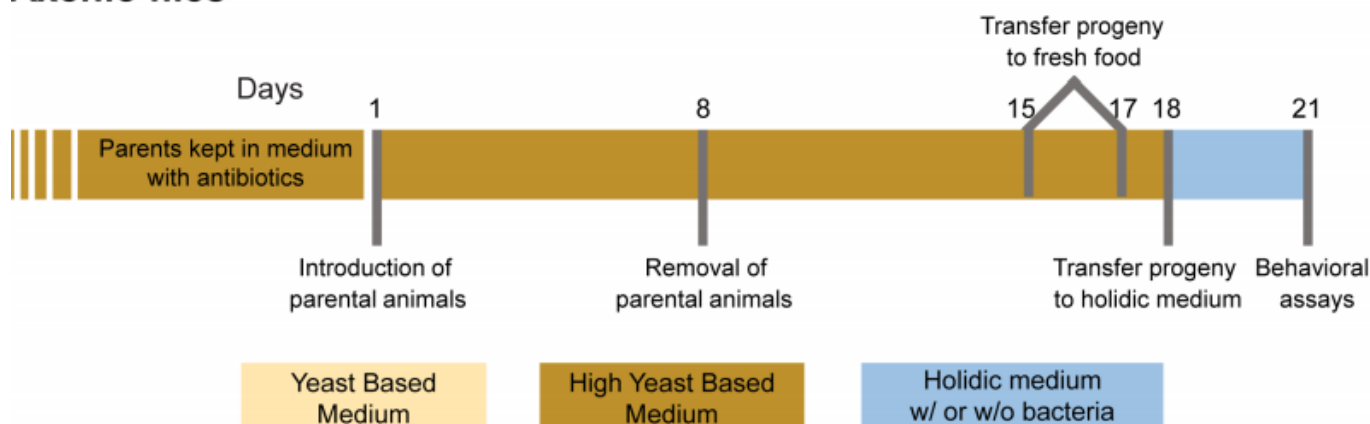 Transfer progeny
to fresh food
Days
1
8
15
17
18
21
Parents kept in medium
with antibiotics
Introduction of
parental animals
Removal of
parental animals
Transfer progeny
to holidic medium
Behavioral
assays
Yeast Based
Medium
High Yeast Based
Medium
Holidic medium
w/ or w/o bacteria